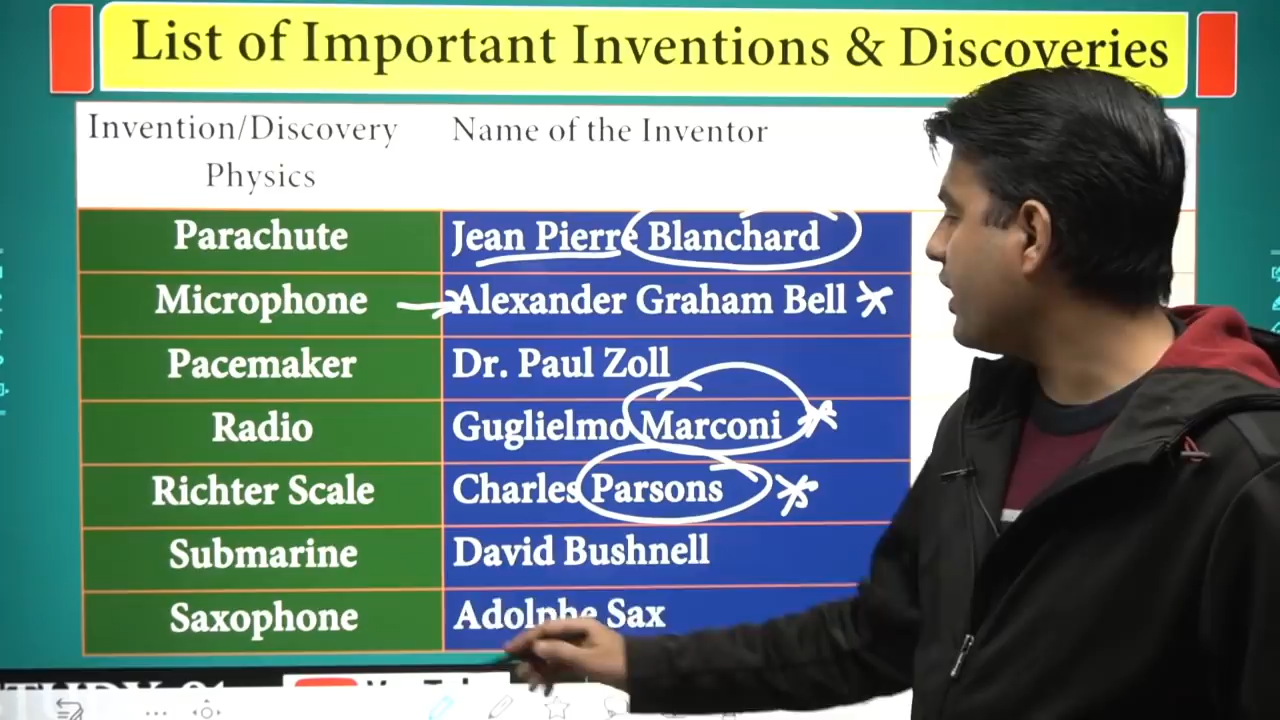 List of Important Inventions & Discoveries
Invention/Discovery Name of the Inventor
Physics
Parachute Jean Pierre Blanchard
Microphone Alexander Graham Bell
Pacemaker Dr. Paul Zoll
Radio Guglielmo Marconi
Richter Scale Charles Parsons
Submarine David Bushnell
Saxophone Adolphe Sax